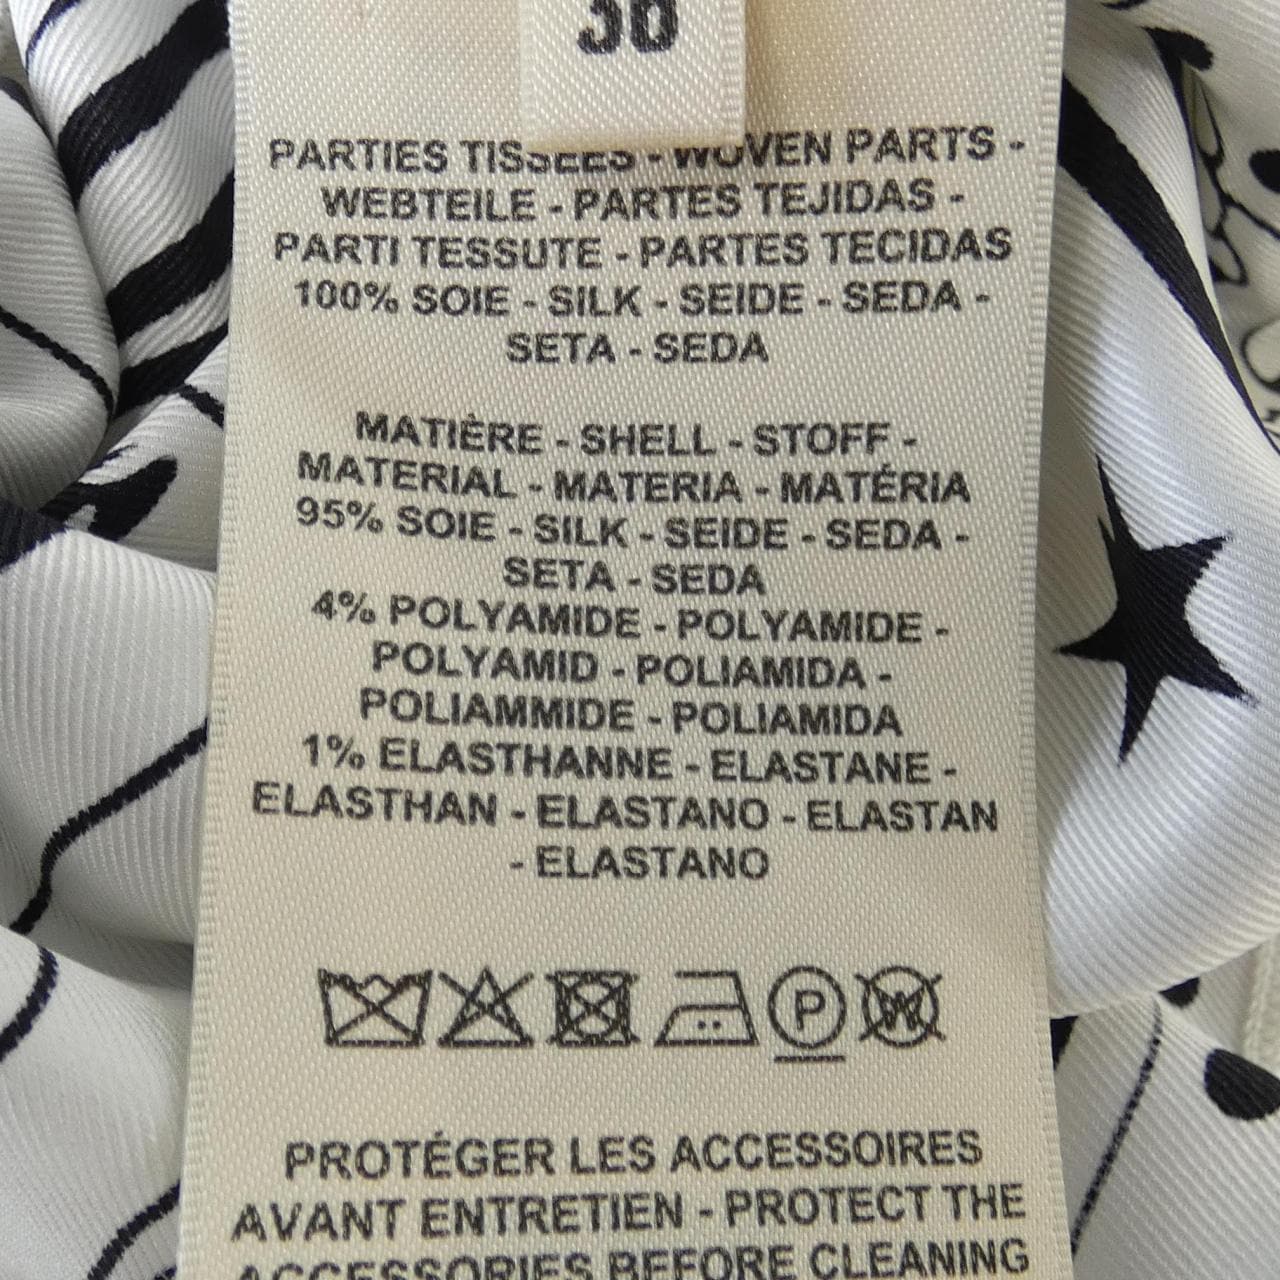 PARTIES TISSÉES - WOVEN PARTS -
WEBTEILE - PARTES TEJIDAS -
PARTI TESSUTE - PARTES TECIDAS
100% SOIE - SILK - SEIDE - SEDA -
SETA - SEDA
MATIÈRE - SHELL - STOFF -
MATERIAL - MATERIA - MATÉRIA
95% SOIE - SILK - SEIDE - SEDA -
SETA - SEDA
4% POLYAMIDE - POLYAMIDE -
POLYAMID - POLIAMIDA -
POLIAMMIDE - POLIAMIDA
1% ELASTHANNE - ELASTANE -
ELASTHAN - ELASTANO - ELASTAN
- ELASTANO
P W
PROTÉGER LES ACCESSOIRES
AVANT ENTRETIEN - PROTECT THE
ACCESSORIES BEFORE CLEANING